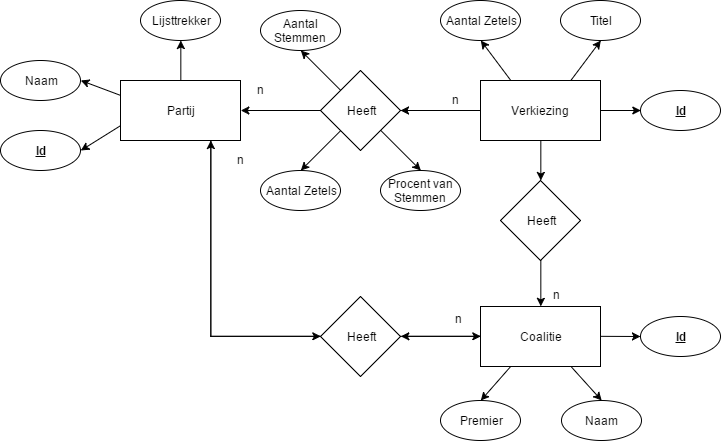 Lijsttrekker
Aantal
Stemmen
Aantal Zetels
Titel
Naam
n
n
Partij
Heeft
Verkiezing
Id
Id
n
Aantal Zetels
Procent van
Stemmen
Heeft
n
n
Heeft
Coalitie
Id
Premier
Naam